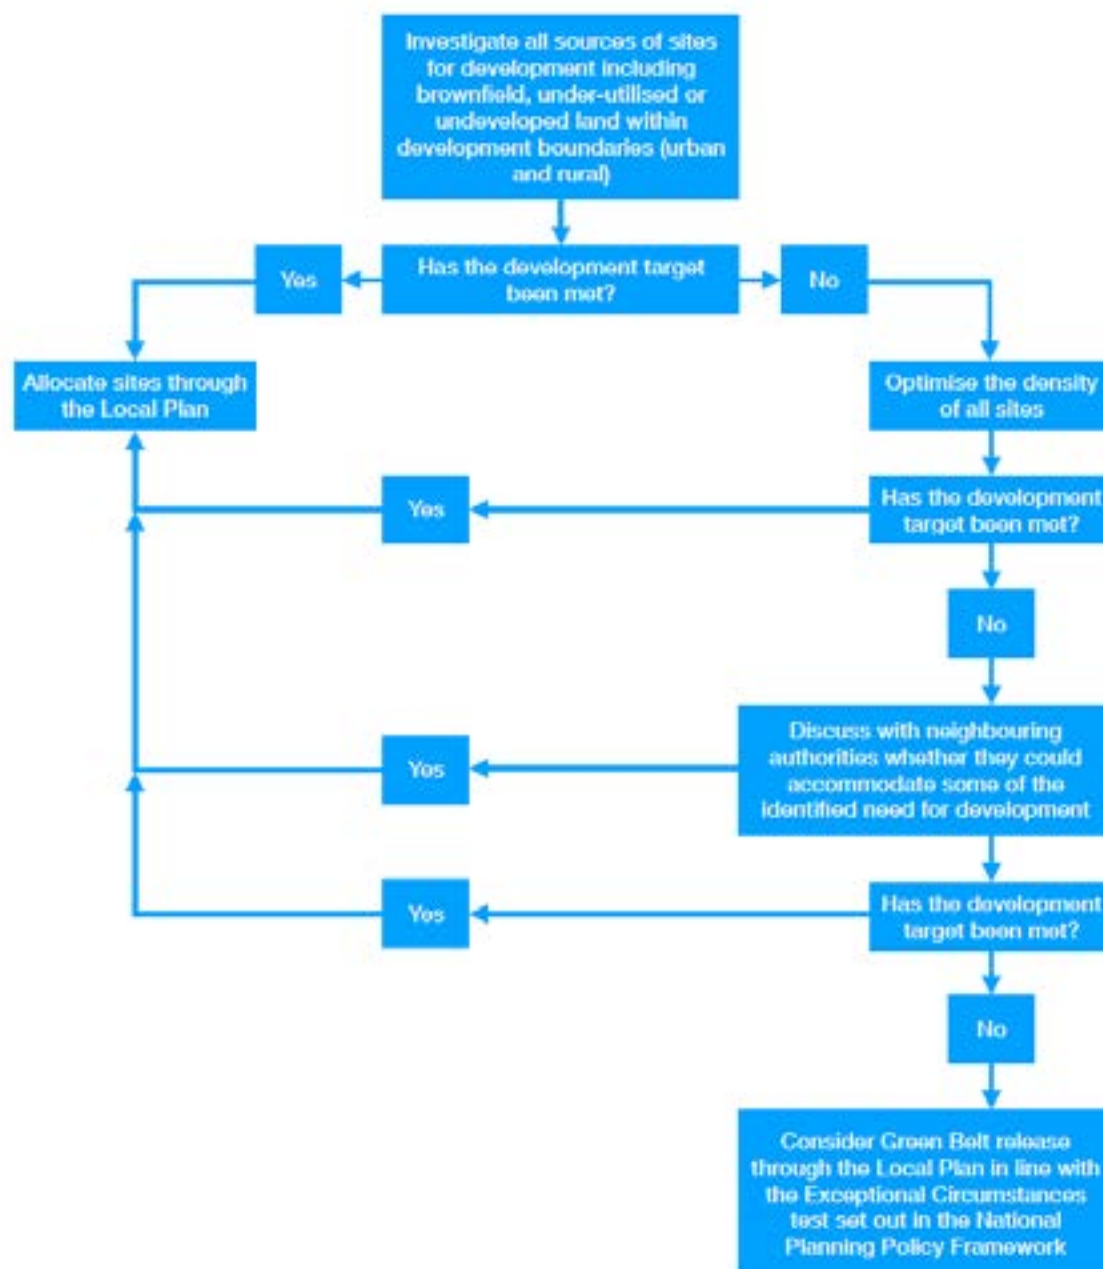 Investigate all sources of sites
for development including
brownfield, under-utilised or
undeveloped land within
development boundaries (urban
and rural)
Yes
Has the development target
been met?
No
Allocate sites through
the Local Plan
Optimise the density
of all sites
Yes
Has the development
target been met?
No
Discuss with neighbouring
authorities whether they could
accommodate some of the
identified need for development
Yes
Yes
Has the development
target been met?
No
Consider Green Belt release
through the Local Plan in line with
the Exceptional Circumstances
test set out in the National
Planning Policy Framework